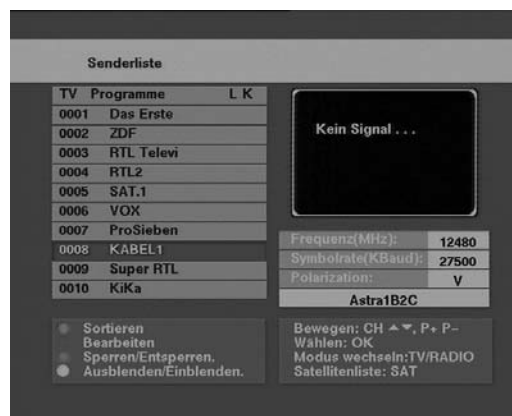 Senderliste
TV Programme L K
0001 Das Erste
0002 ZDF
0003 RTL Televi
0004 RTL2
0005 SAT.1
0006 VOX
0007 ProSieben
0008 KABEL1
0009 Super RTL
0010 KiKa
Kein Signal . . .
Frequenz(MHz): 12480
Symbolrate(KBaud): 27500
Polarization: V
Astra1B2C
Sortieren
Bearbeiten
Sperren/Entsperren.
Ausblenden/Einblenden.
Bewegen: CH ▲▼, P+ P–
Wählen: OK
Modus wechseln:TV/RADIO
Satellitenliste: SAT